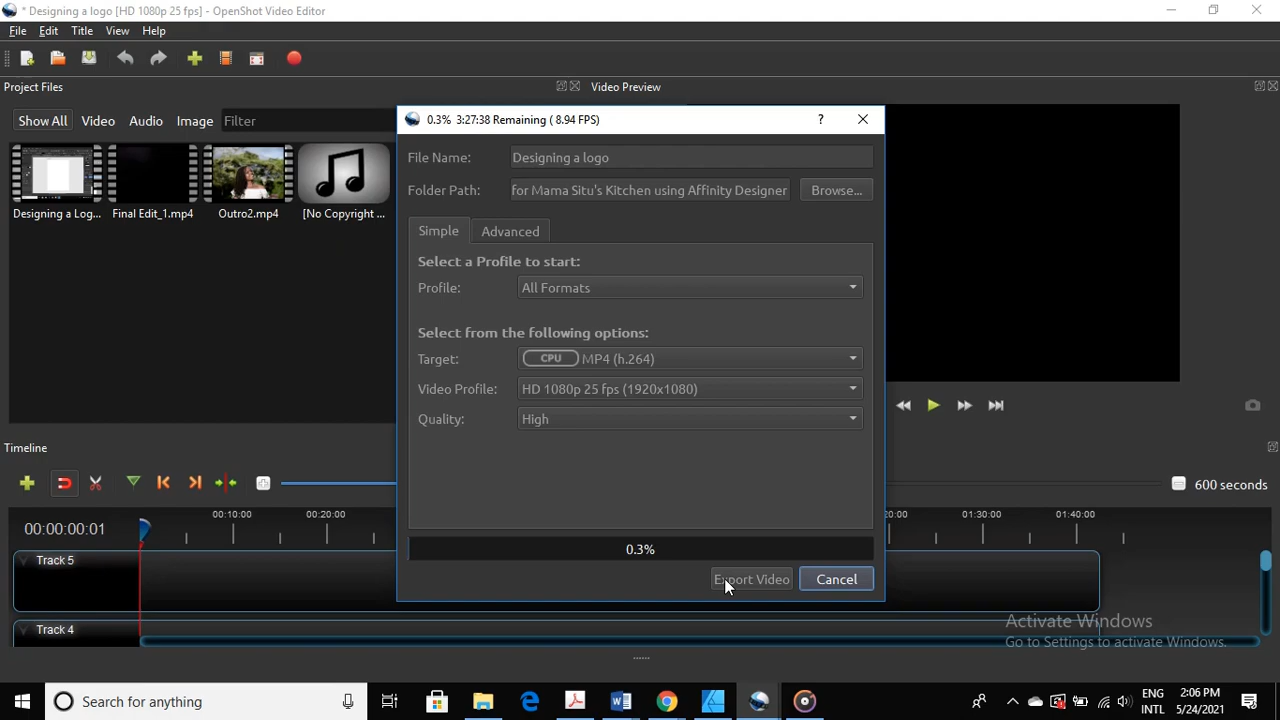 * Designing a logo [HD 1080p 25 fps] - OpenShot Video Editor
File Edit Title View Help
Project Files
Video Preview
Show All Video Audio Image Filter
Designing a Log... Final Edit_1.mp4 Outro2.mp4 [No Copyright ...
0.3% 3:27:38 Remaining ( 8.94 FPS)
?
File Name: Designing a logo
Folder Path: for Mama Situ's Kitchen using Affinity Designer Browse...
Simple Advanced
Select a Profile to start:
Profile: All Formats
Select from the following options:
Target: CPU MP4 (h.264)
Video Profile: HD 1080p 25 fps (1920x1080)
Quality: High
0.3%
Export Video Cancel
Timeline
600 seconds
00:00:00:01
00:10:00 00:20:00 20:00 01:30:00 01:40:00
Track 5
Track 4
Activate Windows
Go to Settings to activate Windows.
Search for anything
ENG
INTL
2:06 PM
5/24/2021